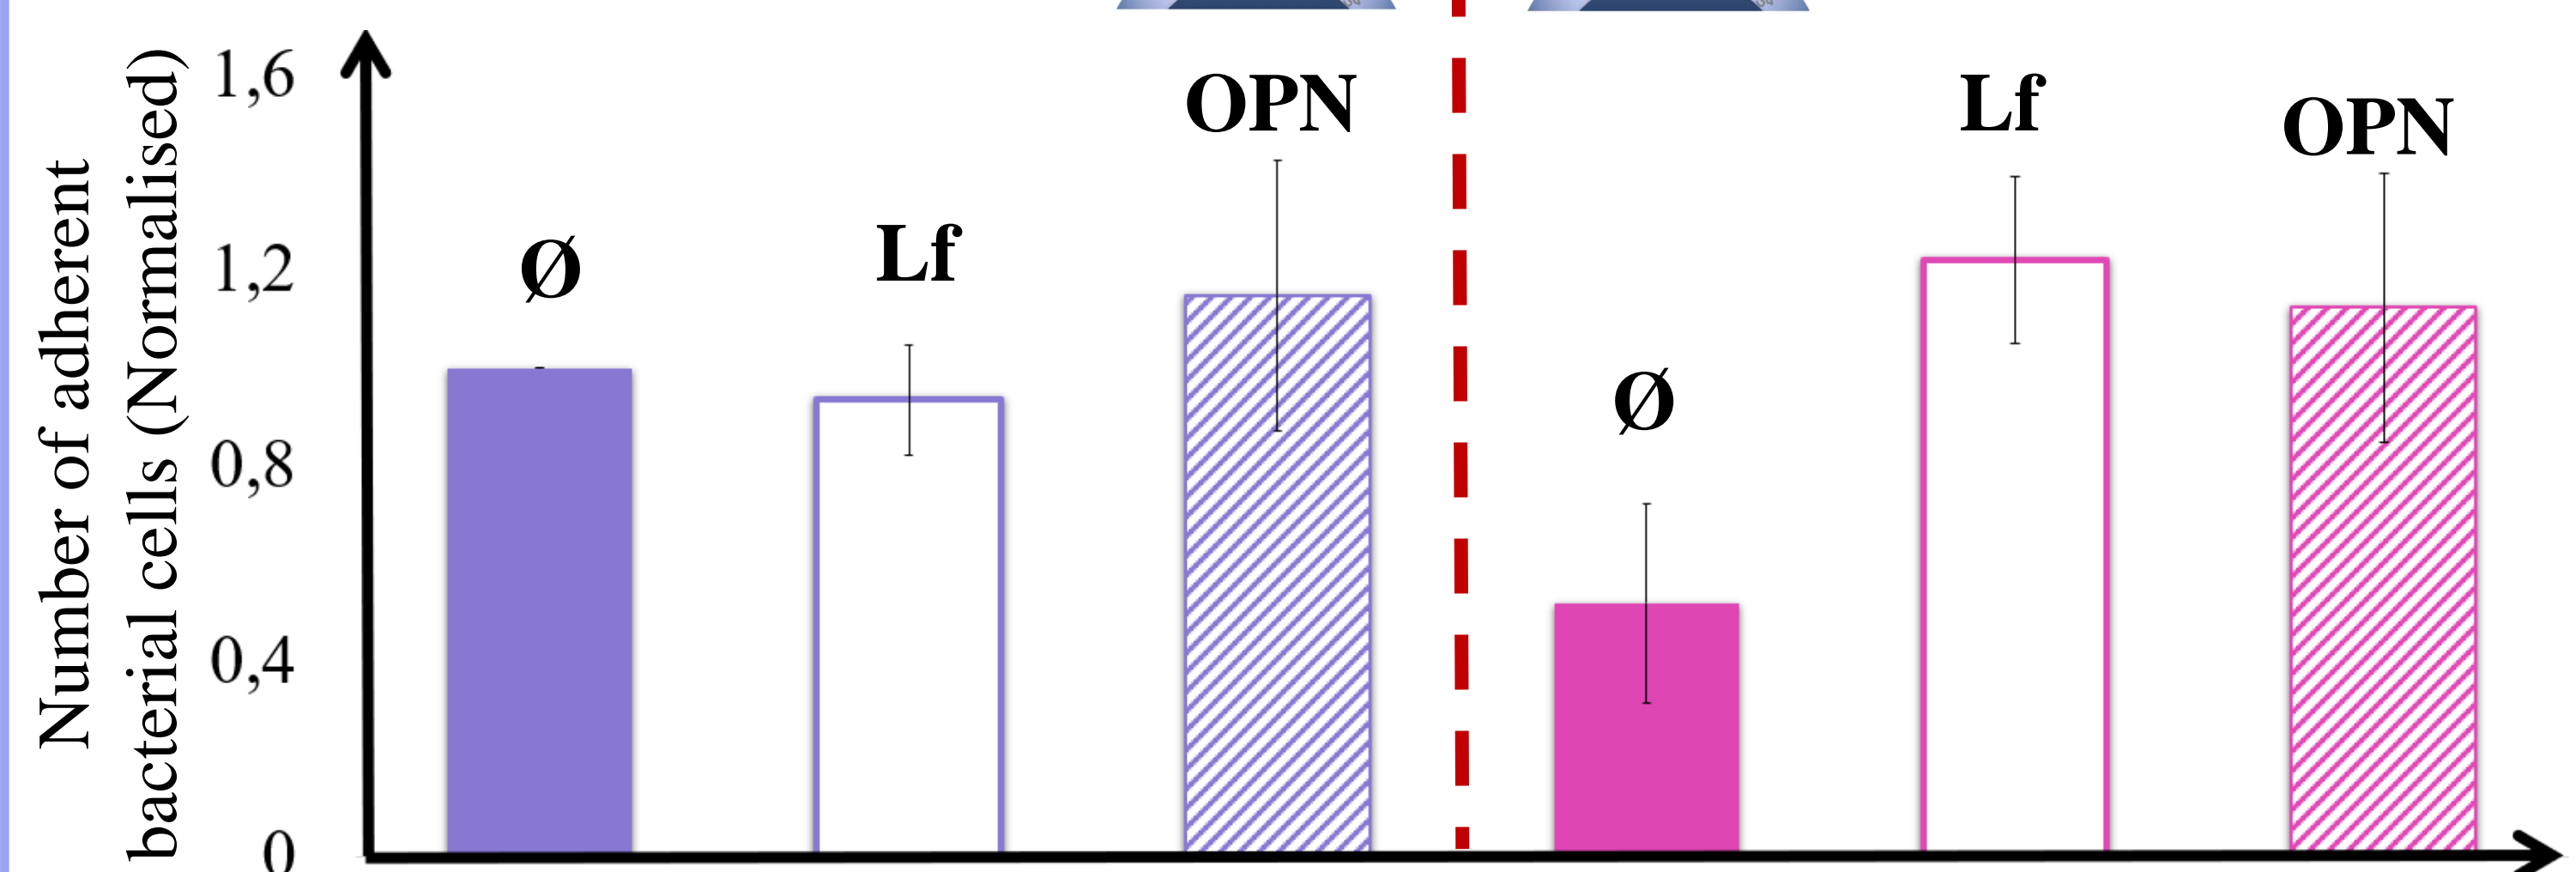 Number of adherent
bacterial cells (Normalised)
1,6
1,2
0,8
0,4
0
Ø
Lf
OPN
Ø
Lf
OPN